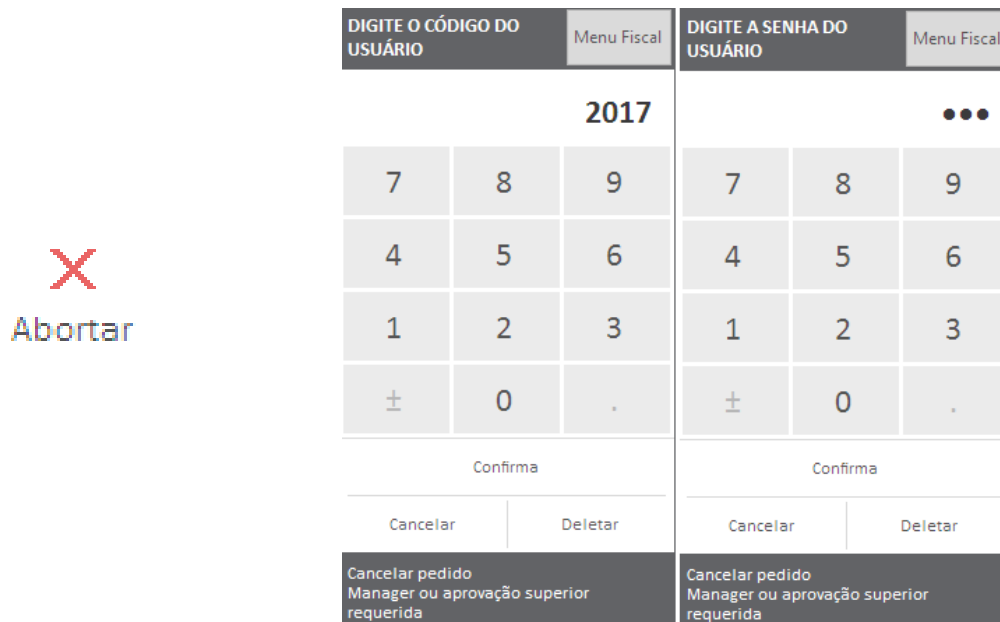 Abortar
DIGITE O CÓDIGO DO
USUÁRIO
Menu Fiscal
2017
7 8 9
4 5 6
1 2 3
± 0 .
Confirma
Cancelar Deletar
Cancelar pedido
Manager ou aprovação superior
requerida
DIGITE A SENHA DO
USUÁRIO
Menu Fiscal
●●●
7 8 9
4 5 6
1 2 3
± 0 .
Confirma
Cancelar Deletar
Cancelar pedido
Manager ou aprovação superior
requerida